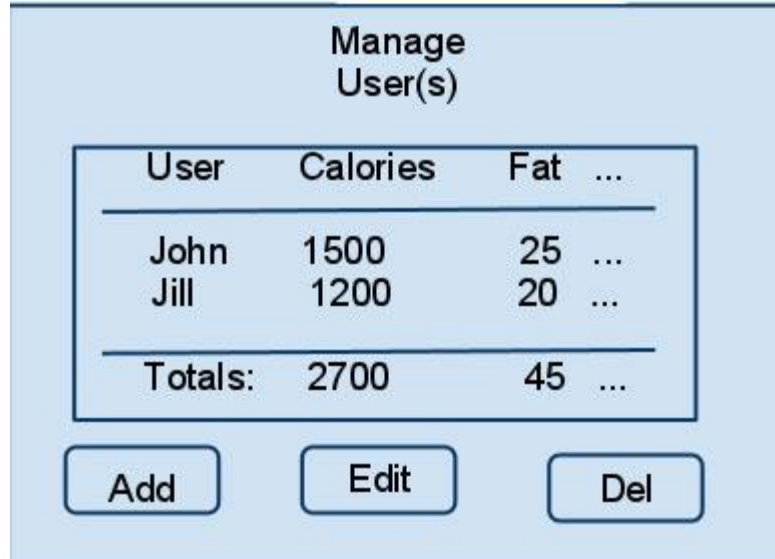 Manage
User(s)
User Calories Fat ...
John 1500 25 ...
Jill 1200 20 ...
Totals: 2700 45 ...
Add Edit Del